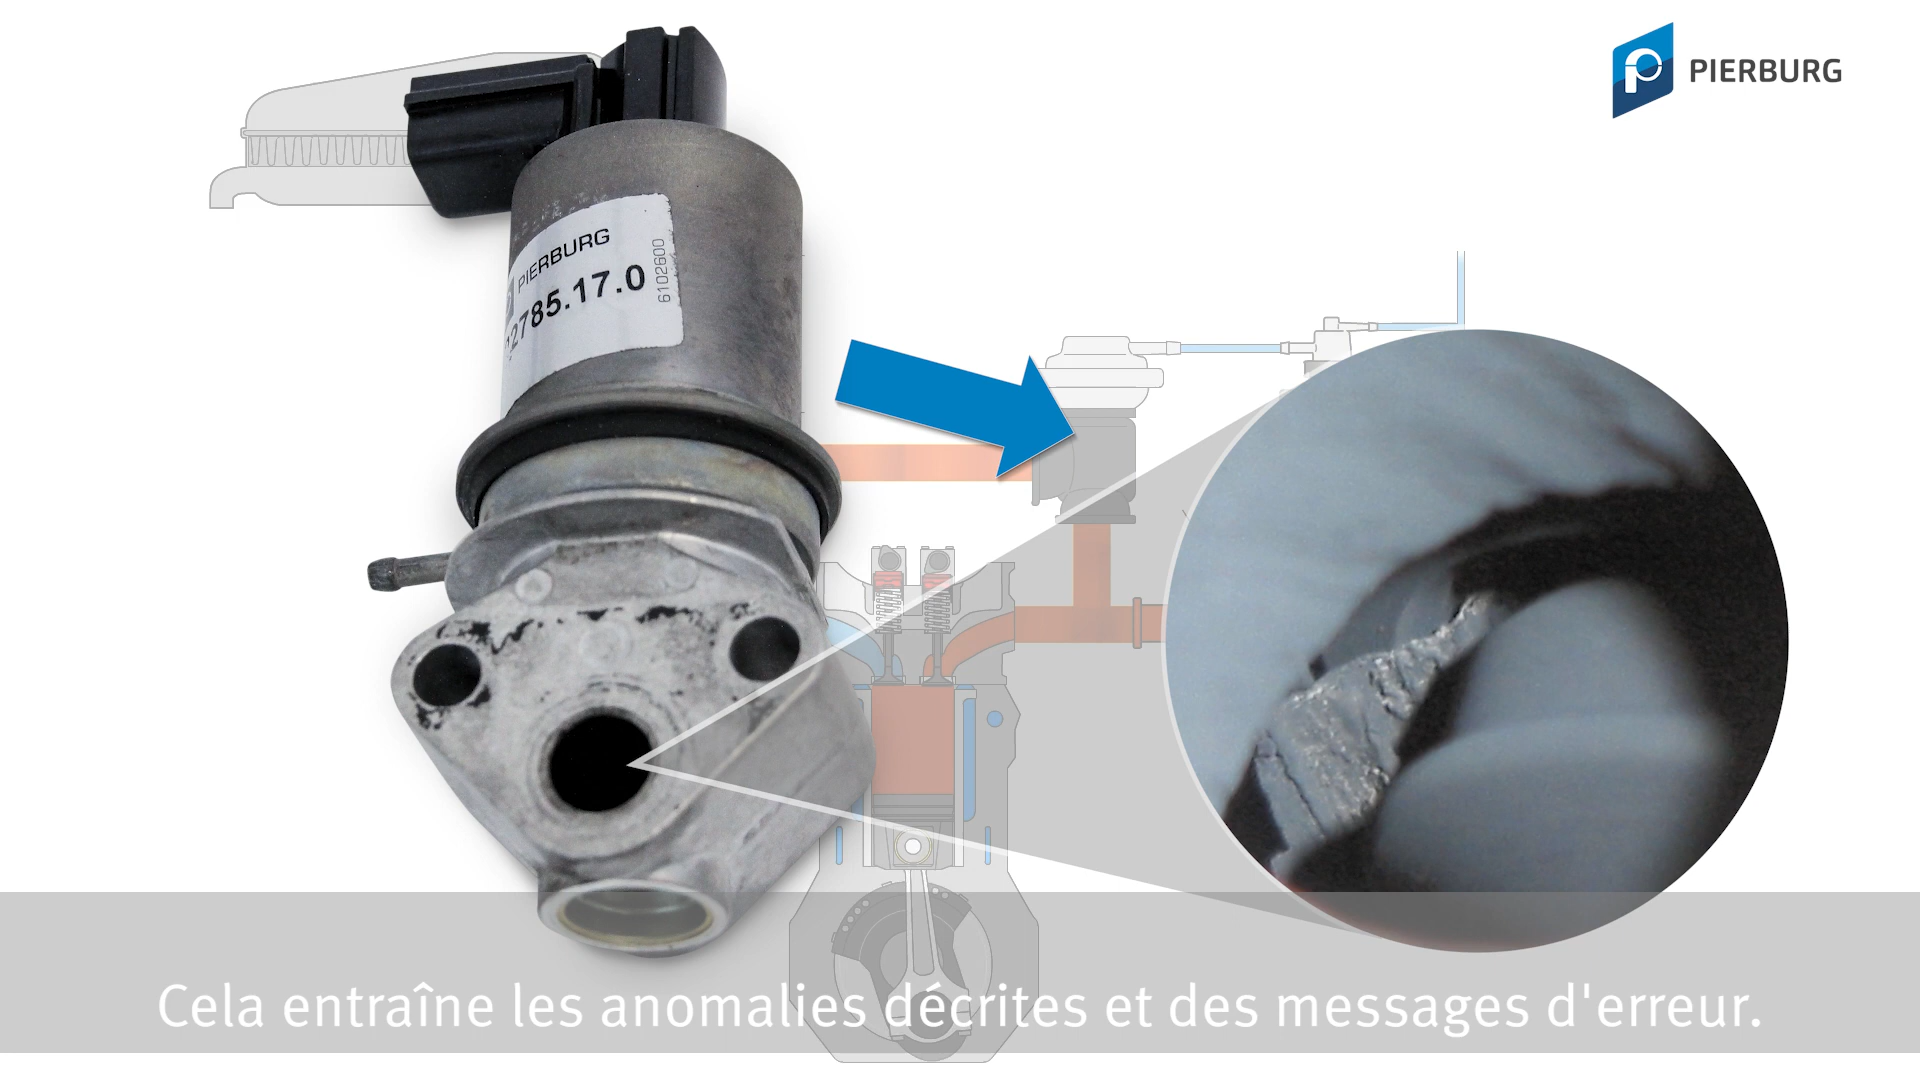 PIERBURG
PIERBURG
2785.17.0
6102600
Cela entraîne les anomalies décrites et des messages d'erreur.